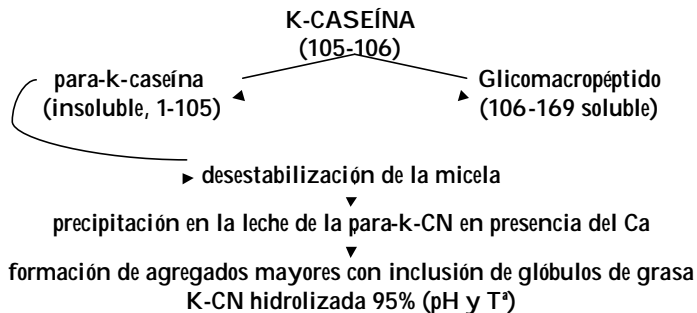 K-CASEÍNA
(105-106)
para-k-caseína
(insoluble, 1-105)
Glicomacropéptido
(106-169 soluble)
desestabilización de la micela
precipitación en la leche de la para-k-CN en presencia del Ca
formación de agregados mayores con inclusión de glóbulos de grasa
K-CN hidrolizada 95% (pH y Tª)